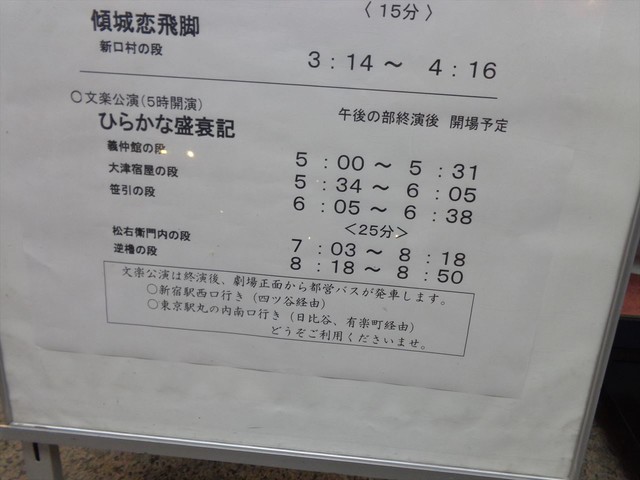 〈 15分 〉
傾城恋飛脚
新口村の段 3：14～ 4：16
○文楽公演(５時開演)
午後の部終演後 開場予定
ひらかな盛衰記
義仲館の段 5：00～ 5：31
大津宿屋の段 5：34～ 6：05
笹引の段 6：05～ 6：38
＜25分＞
松右衛門内の段 7：03～ 8：18
逆櫓の段 8：18～ 8：50
文楽公演は終演後、劇場正面から都営バスが発車します。
○新宿駅西口行き（四ツ谷経由）
○東京駅丸の内南口行き（日比谷、有楽町経由）
どうぞご利用くださいませ。